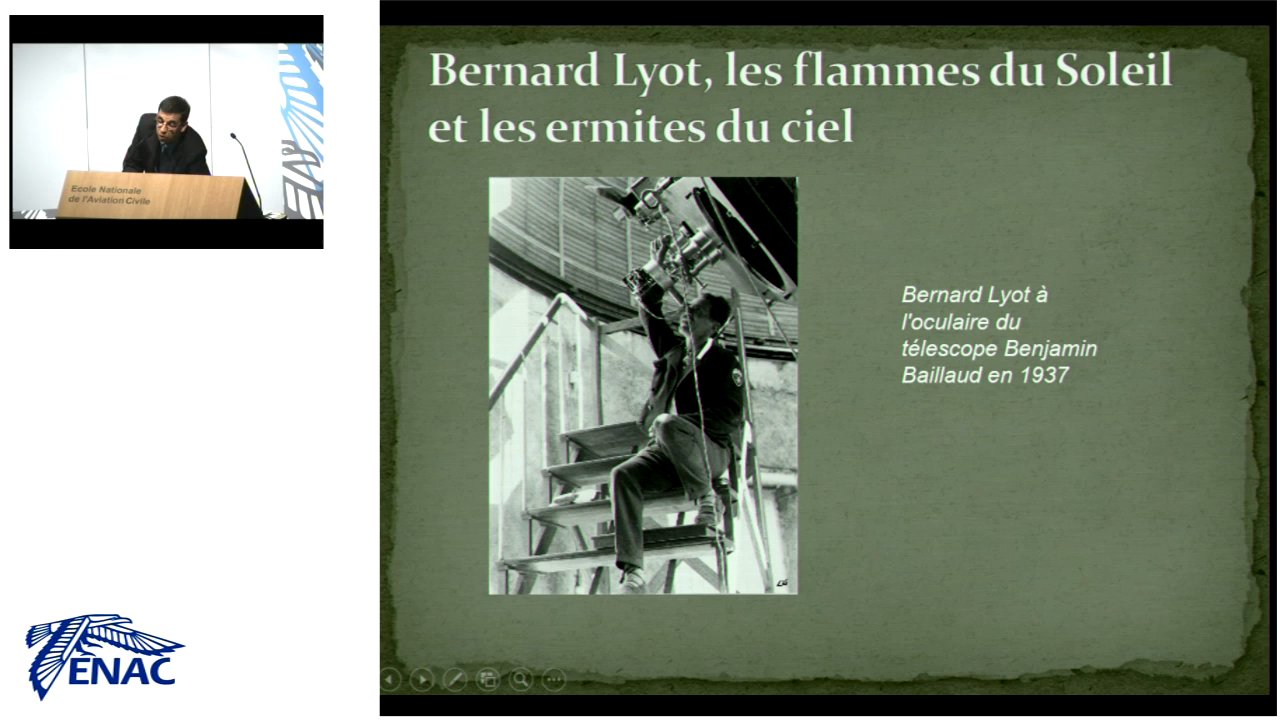 Bernard Lyot, les flammes du Soleil
et les ermites du ciel
Ecole Nationale
de l'Aviation Civile
Bernard Lyot à
l'oculaire du
télescope Benjamin
Baillaud en 1937
ENAC